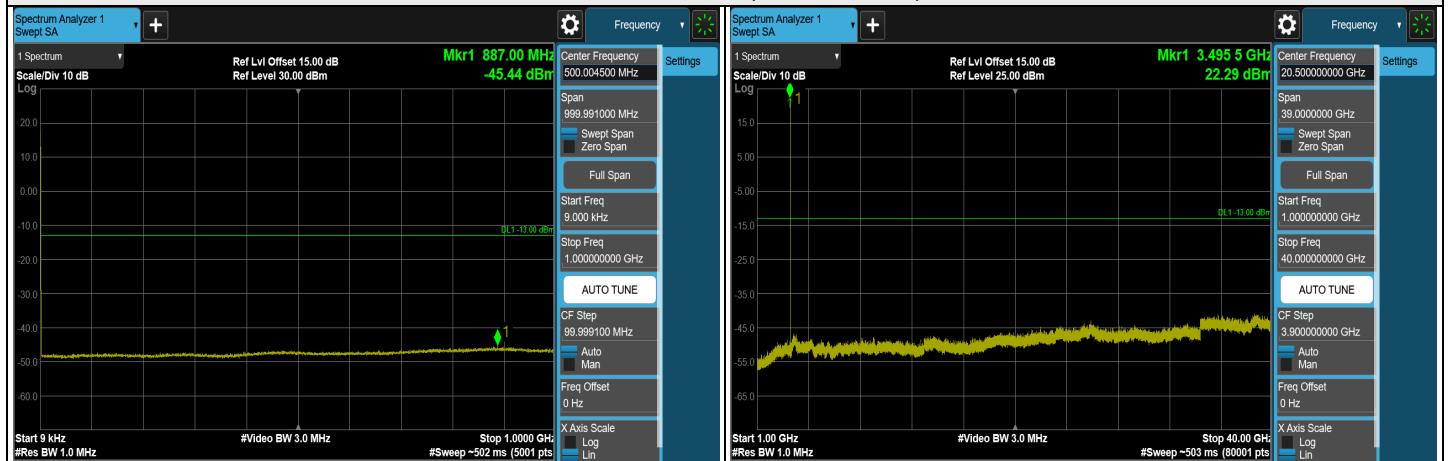 Spectrum Analyzer 1
Swept SA
+
Frequency
1 Spectrum
Scale/Div 10 dB
Log
Ref Lvl Offset 15.00 dB
Ref Level 30.00 dBm
Mkr1 887.00 MHz
-45.44 dBm
1
20.0
10.0
0.00
-10.0
-20.0
-30.0
-40.0
-50.0
-60.0
DL1 -13.00 dBm
Start 9 kHz
#Res BW 1.0 MHz
#Video BW 3.0 MHz
Stop 1.0000 GHz
#Sweep ~502 ms (5001 pts
Center Frequency
500.004500 MHz
Settings
Span
999.991000 MHz
Swept Span
Zero Span
Full Span
Start Freq
9.000 kHz
Stop Freq
1.000000000 GHz
AUTO TUNE
CF Step
99.999100 MHz
Auto
Man
Freq Offset
0 Hz
X Axis Scale
Log
Lin
Spectrum Analyzer 1
Swept SA
+
Frequency
1 Spectrum
Scale/Div 10 dB
Log
Ref Lvl Offset 15.00 dB
Ref Level 25.00 dBm
Mkr1 3.495 5 GHz
22.29 dBm
1
15.0
5.00
-5.00
-15.0
-25.0
-35.0
-45.0
-55.0
-65.0
DL1 -13.00 dBm
Start 1.00 GHz
#Res BW 1.0 MHz
#Video BW 3.0 MHz
Stop 40.00 GHz
#Sweep ~503 ms (80001 pts
Center Frequency
20.500000000 GHz
Settings
Span
39.0000000 GHz
Swept Span
Zero Span
Full Span
Start Freq
1.000000000 GHz
Stop Freq
40.000000000 GHz
AUTO TUNE
CF Step
3.900000000 GHz
Auto
Man
Freq Offset
0 Hz
X Axis Scale
Log
Lin